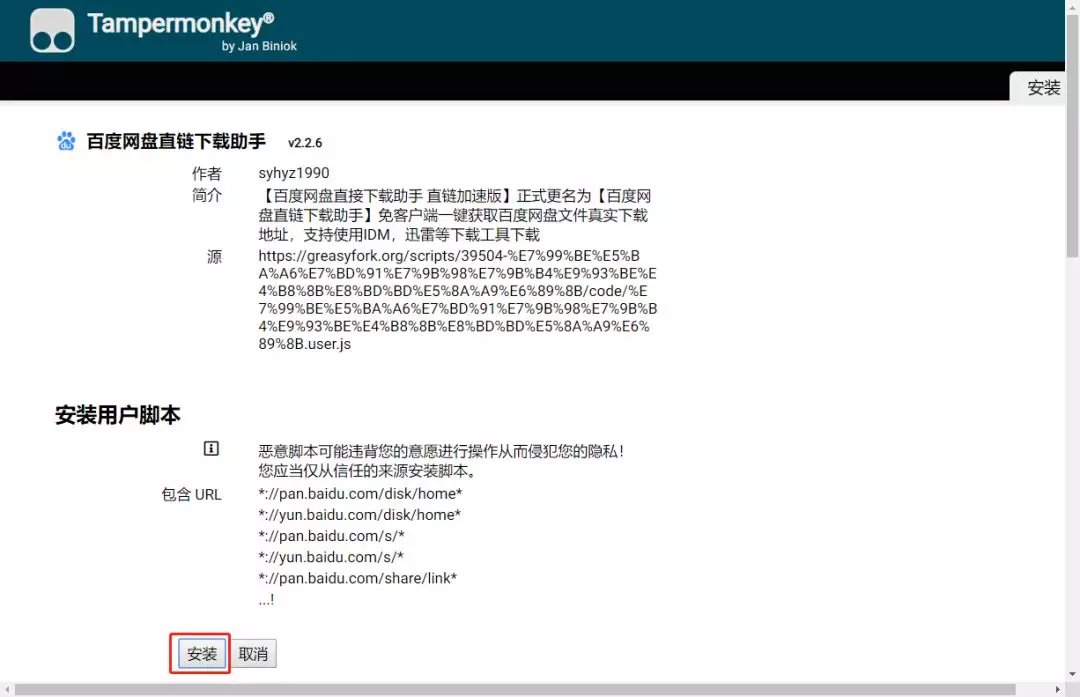 Tampermonkey®
by Jan Biniok
安装
百度网盘直链下载助手 v2.2.6
作者 syhyz1990
简介 【百度网盘直接下载助手 直链加速版】正式更名为【百度网
盘直链下载助手】免客户端一键获取百度网盘文件真实下载
地址，支持使用IDM，迅雷等下载工具下载
源 https://greasyfork.org/scripts/39504-%E7%99%BE%E5%B
A%A6%E7%BD%91%E7%9B%98%E7%9B%B4%E9%93%BE%E
4%B8%8B%E8%BD%BD%E5%8A%A9%E6%89%8B/code/%E
7%99%BE%E5%BA%A6%E7%BD%91%E7%9B%98%E7%9B%B
4%E9%93%BE%E4%B8%8B%E8%BD%BD%E5%8A%A9%E6%
89%8B.user.js
安装用户脚本
恶意脚本可能违背您的意愿进行操作从而侵犯您的隐私！
您应当仅从信任的来源安装脚本。
包含 URL *://pan.baidu.com/disk/home*
*://yun.baidu.com/disk/home*
*://pan.baidu.com/s/*
*://yun.baidu.com/s/*
*://pan.baidu.com/share/link*
...!
安装 取消